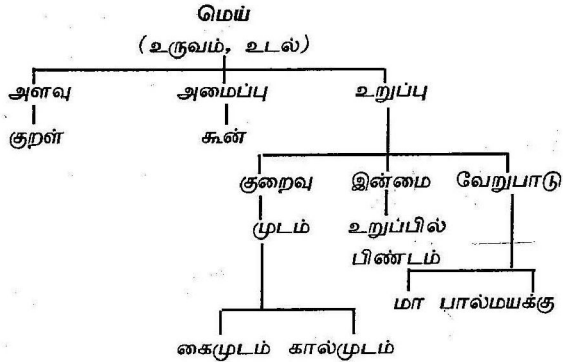 மெய்
(உருவம், உடல்)
அளவு அமைப்பு உறுப்பு
குறள் கூன்
குறைவு இன்மை வேறுபாடு
முடம் உறுப்பில்
பிண்டம்
மா பால்மயக்கு
கைமுடம் கால்முடம்